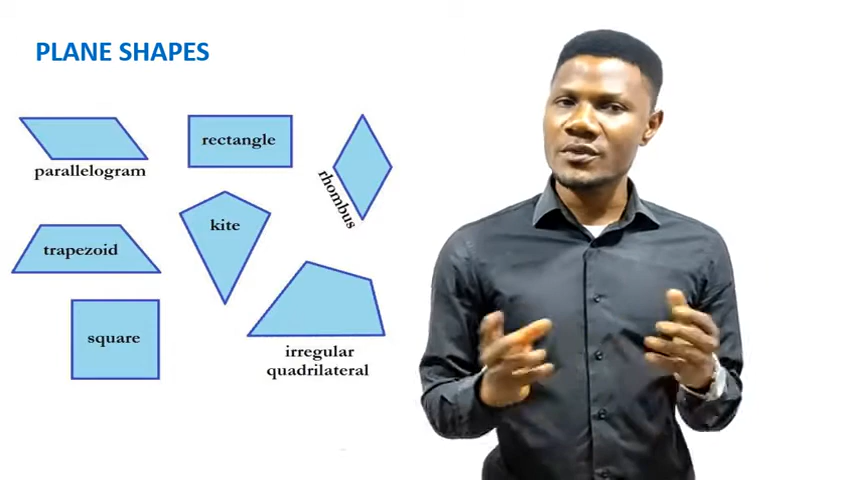 PLANE SHAPES
parallelogram
rectangle
rhombus
trapezoid
kite
square
irregular
quadrilateral